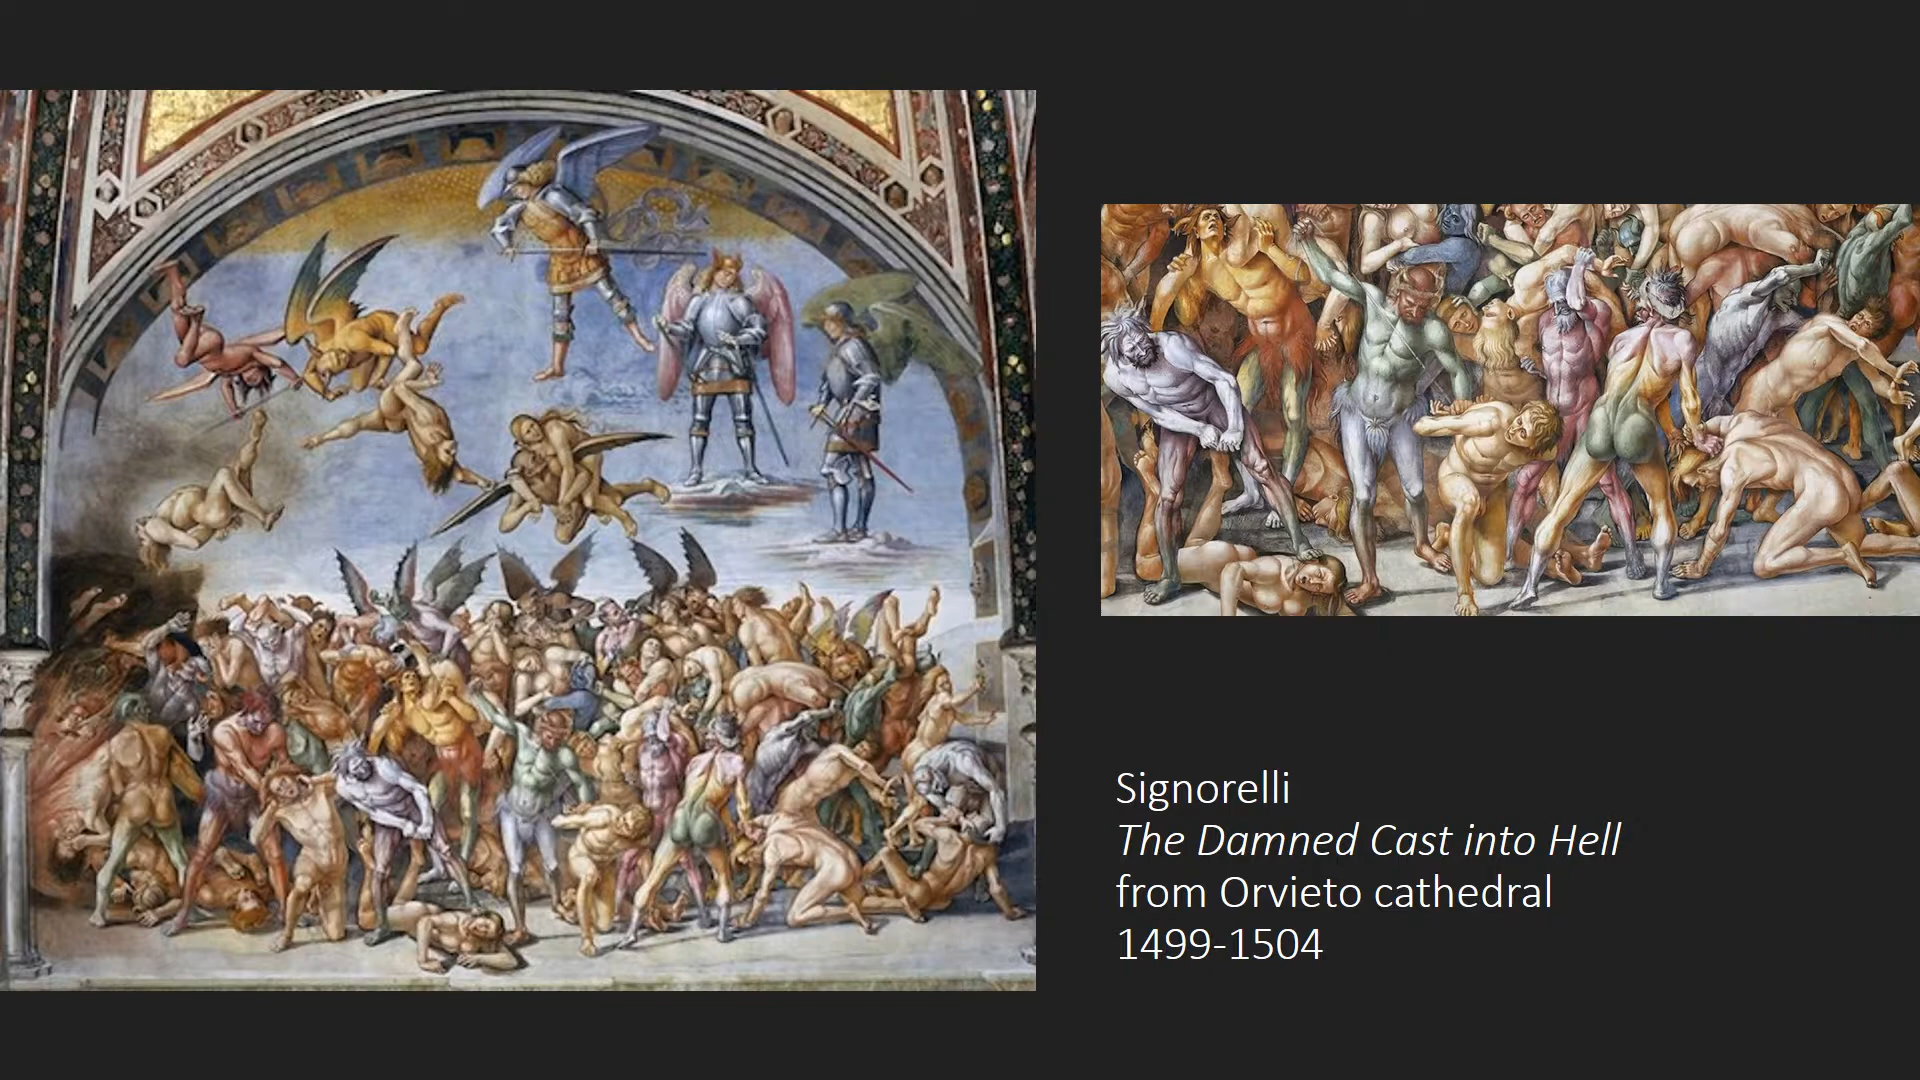 Signorelli
The Damned Cast into Hell
from Orvieto cathedral
1499-1504